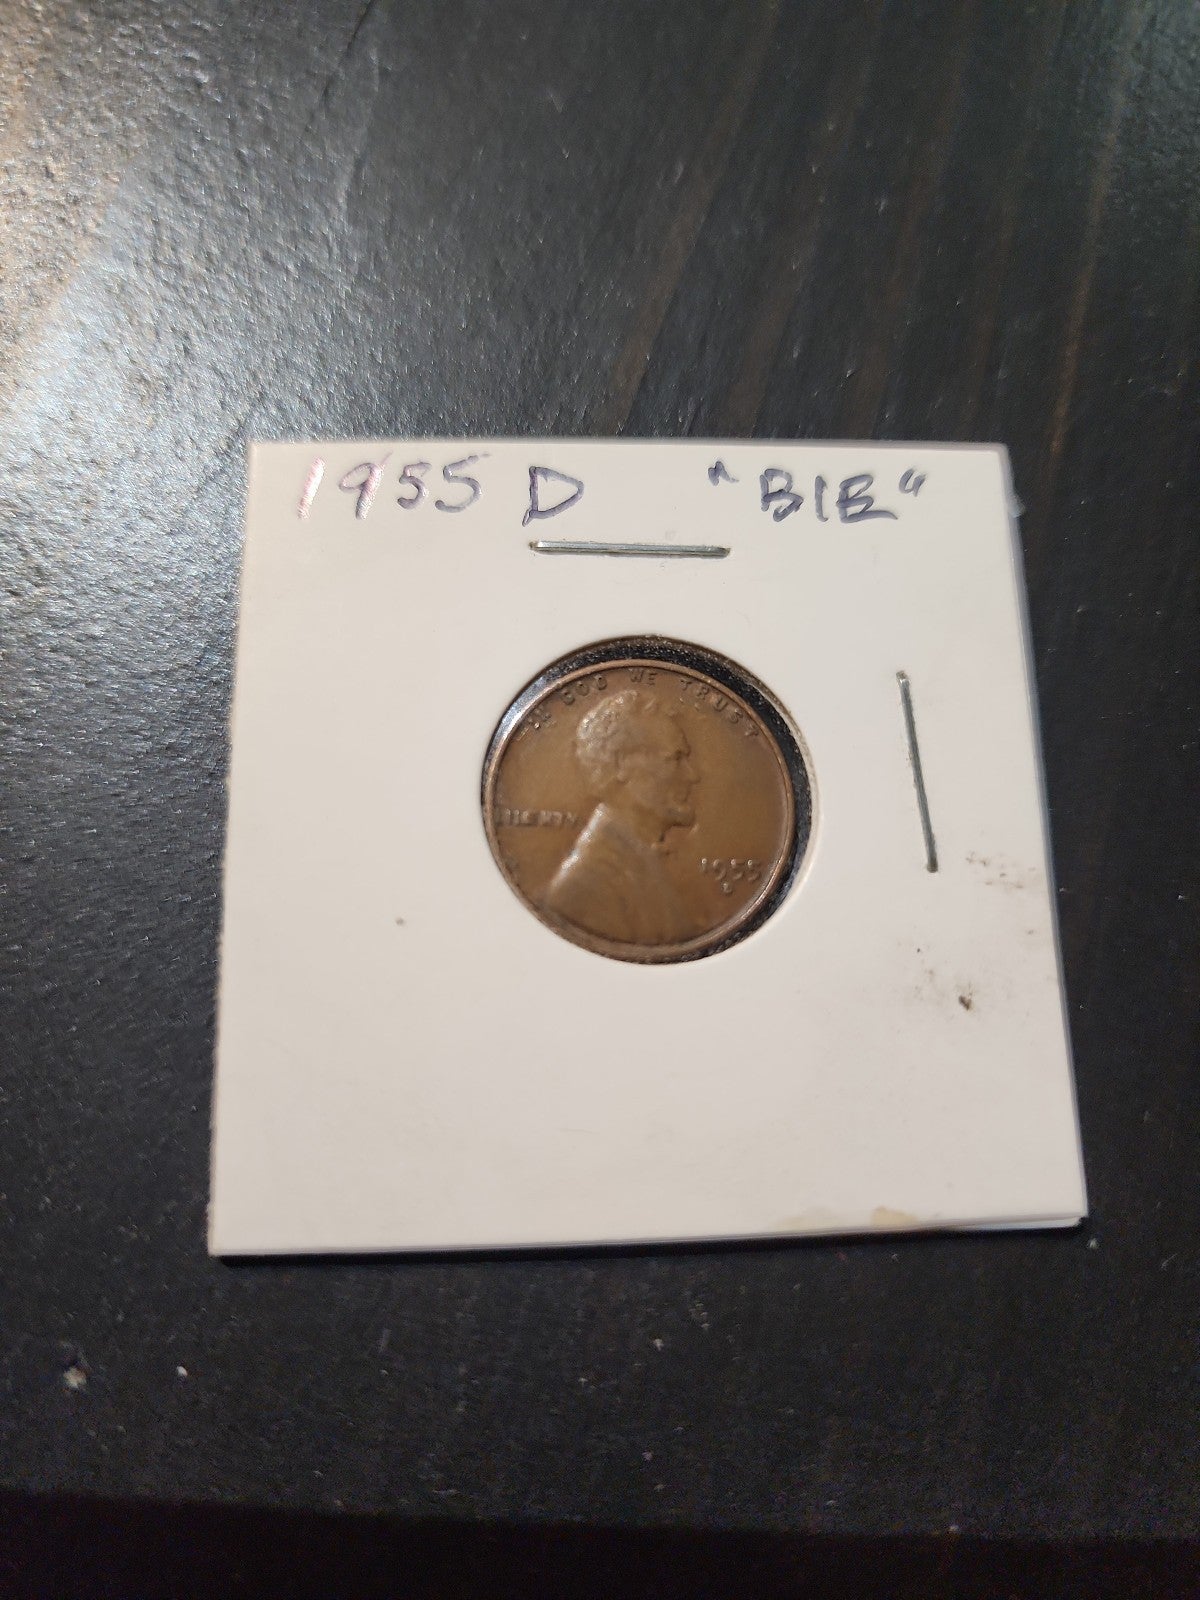 1955 D "BIE"
IN GOD WE TRUST
LIBERTY
1955
D